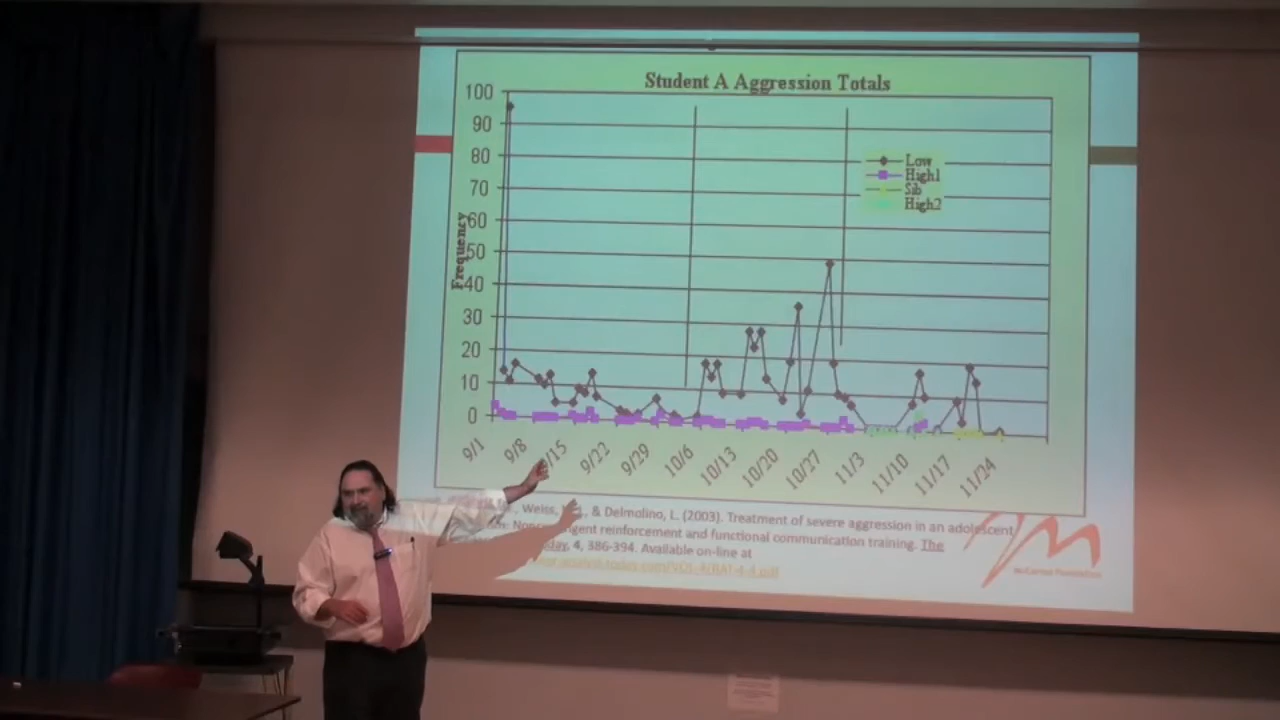 Student A Aggression Totals
100
90
80
70
60
50
40
30
20
10
0
Frequency
Low
High1
Sib
High2
9/1
9/8
9/15
9/22
9/29
10/6
10/13
10/20
10/27
11/3
11/10
11/17
11/24
, Weiss, & Delmolino, L. (2003). Treatment of severe aggression in an adolescent
reinforcement and functional communication training. The
, 4, 386-394. Available on-line at